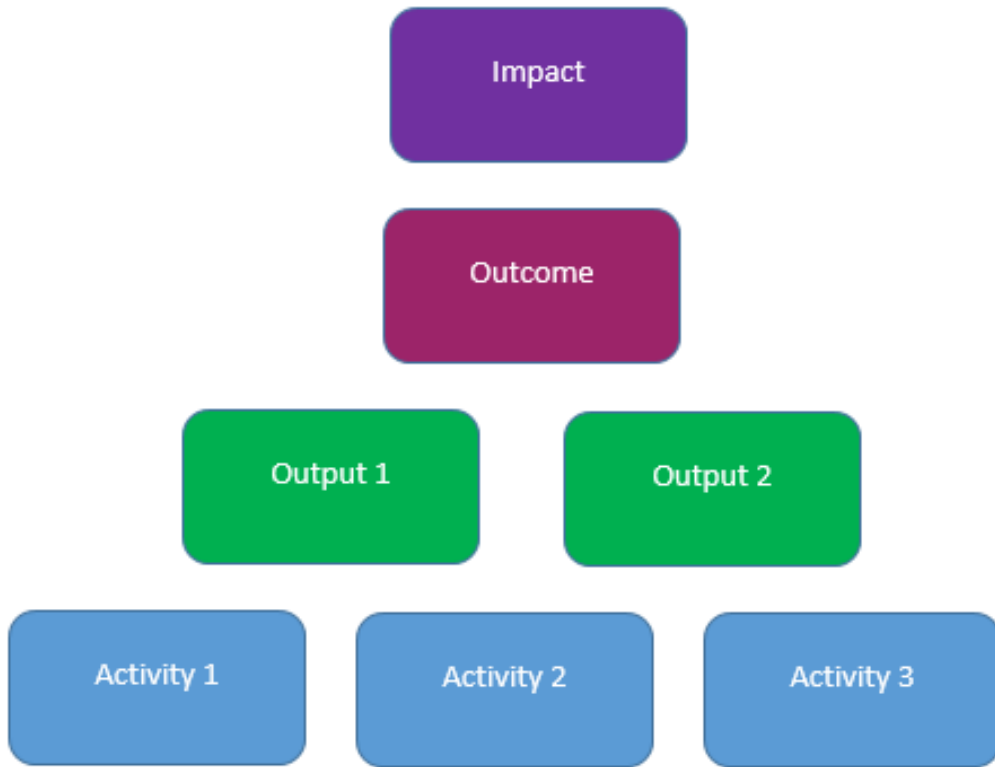 Impact
Outcome
Output 1
Output 2
Activity 1
Activity 2
Activity 3